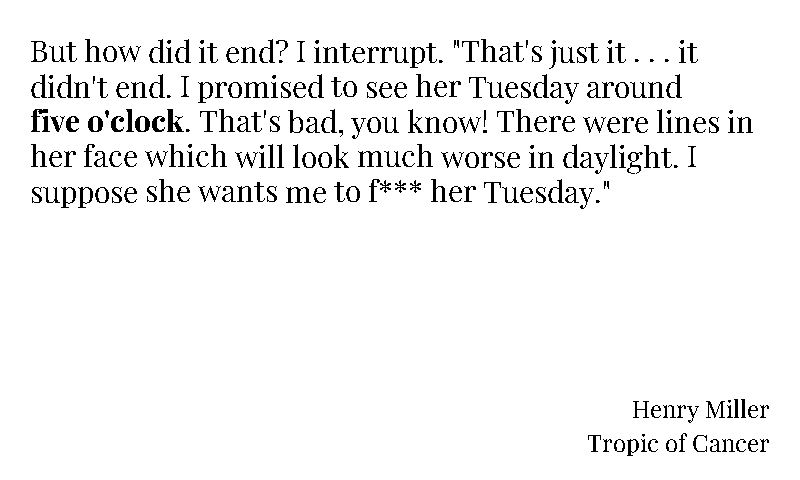 But how did it end? I interrupt. "That's just it . . . it
didn't end. I promised to see her Tuesday around
five o'clock. That's bad, you know! There were lines in
her face which will look much worse in daylight. I
suppose she wants me to f*** her Tuesday."
Henry Miller
Tropic of Cancer